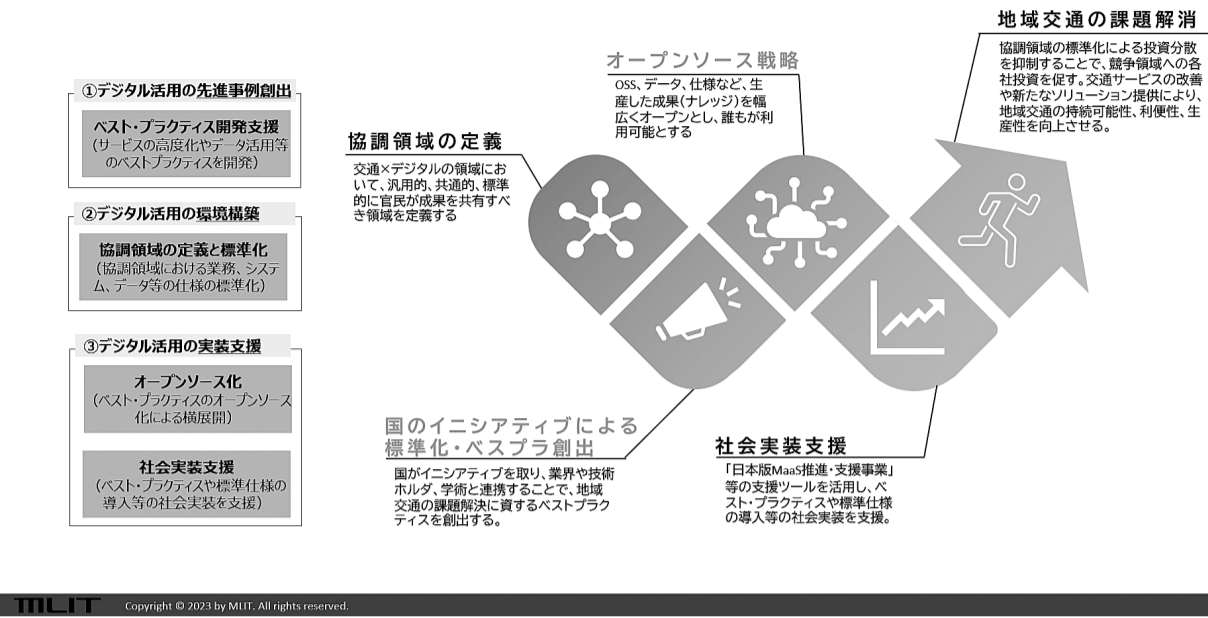 ①デジタル活用の先進事例創出
ベスト・プラクティス開発支援
（サービスの高度化やデータ活用等
のベストプラクティスを開発）
②デジタル活用の環境構築
協調領域の定義と標準化
（協調領域における業務、システ
ム、データ等の仕様の標準化）
③デジタル活用の実装支援
オープンソース化
（ベスト・プラクティスのオープンソース
化による横展開）
社会実装支援
（ベスト・プラクティスや標準仕様の
導入等の社会実装を支援）
協調領域の定義
交通×デジタルの領域にお
いて、汎用的、共通的、標準
的に官民が成果を共有すべ
き領域を定義する
国のイニシアティブによる
標準化・ベスプラ創出
国がイニシアティブを取り、業界や技術
ホルダ、学術と連携することで、地域
交通の課題解決に資するベストプラク
ティスを創出する。
オープンソース戦略
OSS、データ、仕様など、生
産した成果（ナレッジ）を幅
広くオープンとし、誰もが利
用可能とする
社会実装支援
「日本版MaaS推進・支援事業」
等の支援ツールを活用し、ベ
スト・プラクティスや標準仕様
の導入等の社会実装を支援。
地域交通の課題解消
協調領域の標準化による投資分散
を抑制することで、競争領域への各
社投資を促す。交通サービスの改善
や新たなソリューション提供により、
地域交通の持続可能性、利便性、生
産性を向上させる。
MLIT
Copyright © 2023 by MLIT. All rights reserved.